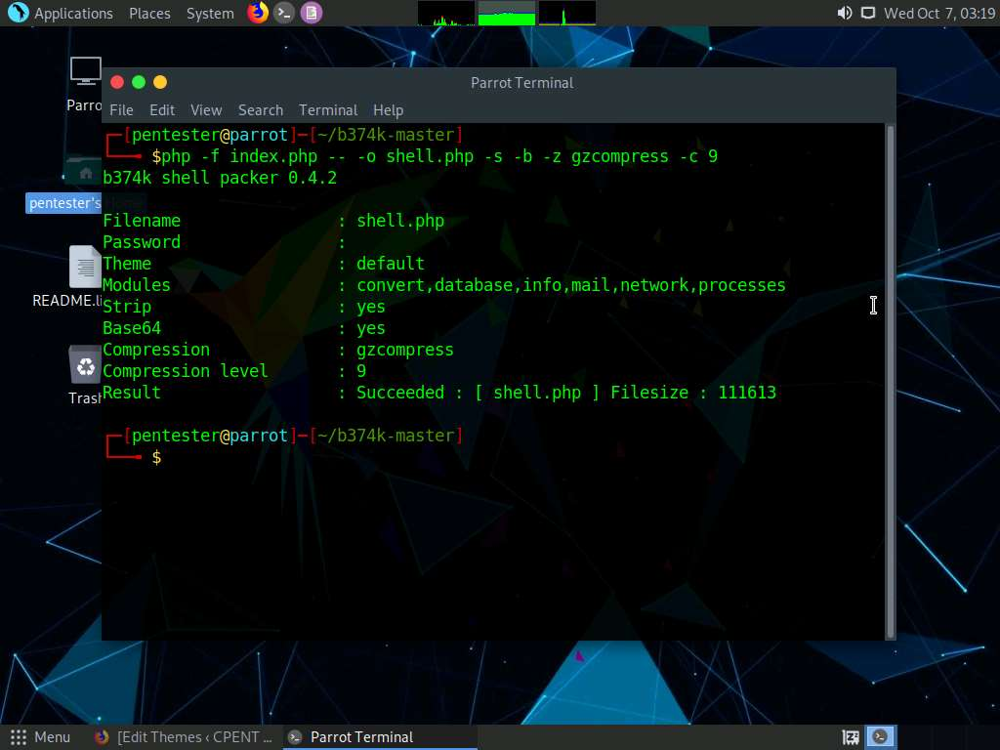 Applications Places System Wed Oct 7, 03:19
Parrot Terminal
Parro
File Edit View Search Terminal Help
┌─[pentester@parrot]─[~/b374k-master]
└──╼ $php -f index.php -- -o shell.php -s -b -z gzcompress -c 9
b374k shell packer 0.4.2
pentester's
Filename : shell.php
Password :
Theme : default
Modules : convert,database,info,mail,network,processes
README.li
Strip : yes
Base64 : yes
Compression : gzcompress
Compression level : 9
Trash
Result : Succeeded : [ shell.php ] Filesize : 111613
┌─[pentester@parrot]─[~/b374k-master]
└──╼ $
Menu [Edit Themes ‹ CPENT ... Parrot Terminal